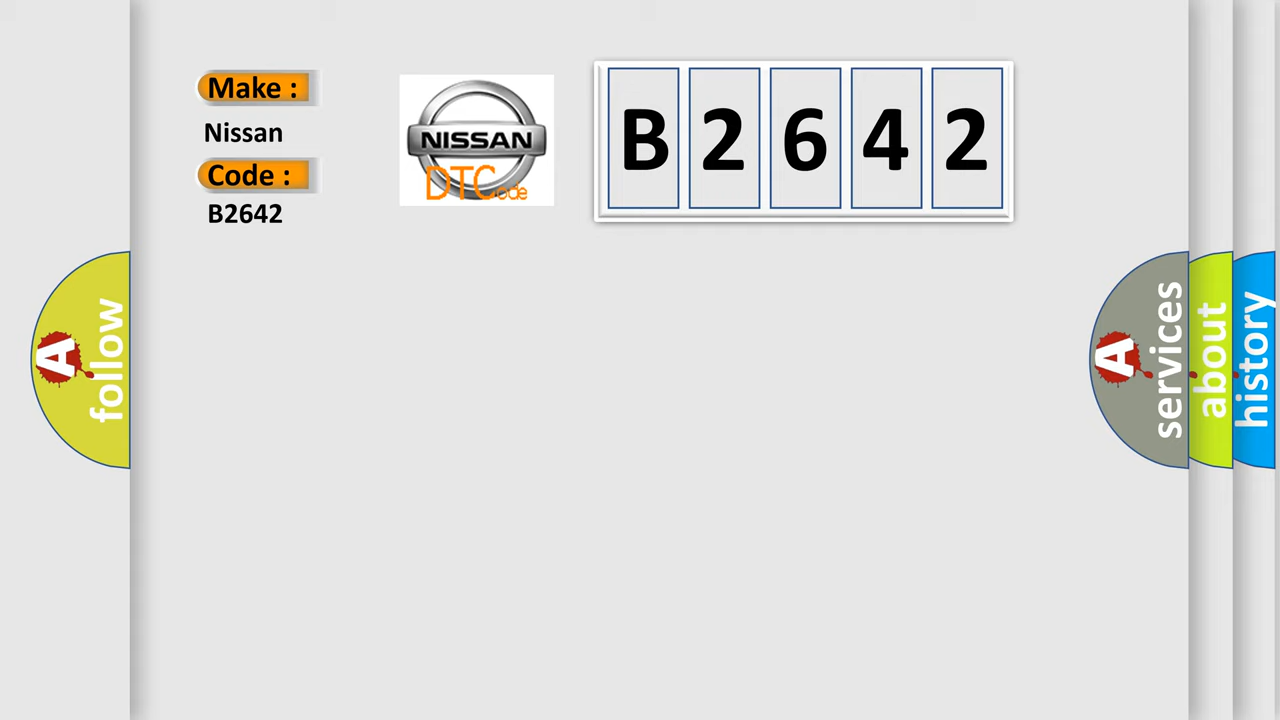 Make :
Nissan
Code :
B2642
NISSAN
DTCode
B 2 6 4 2
A follow
A services
about
history